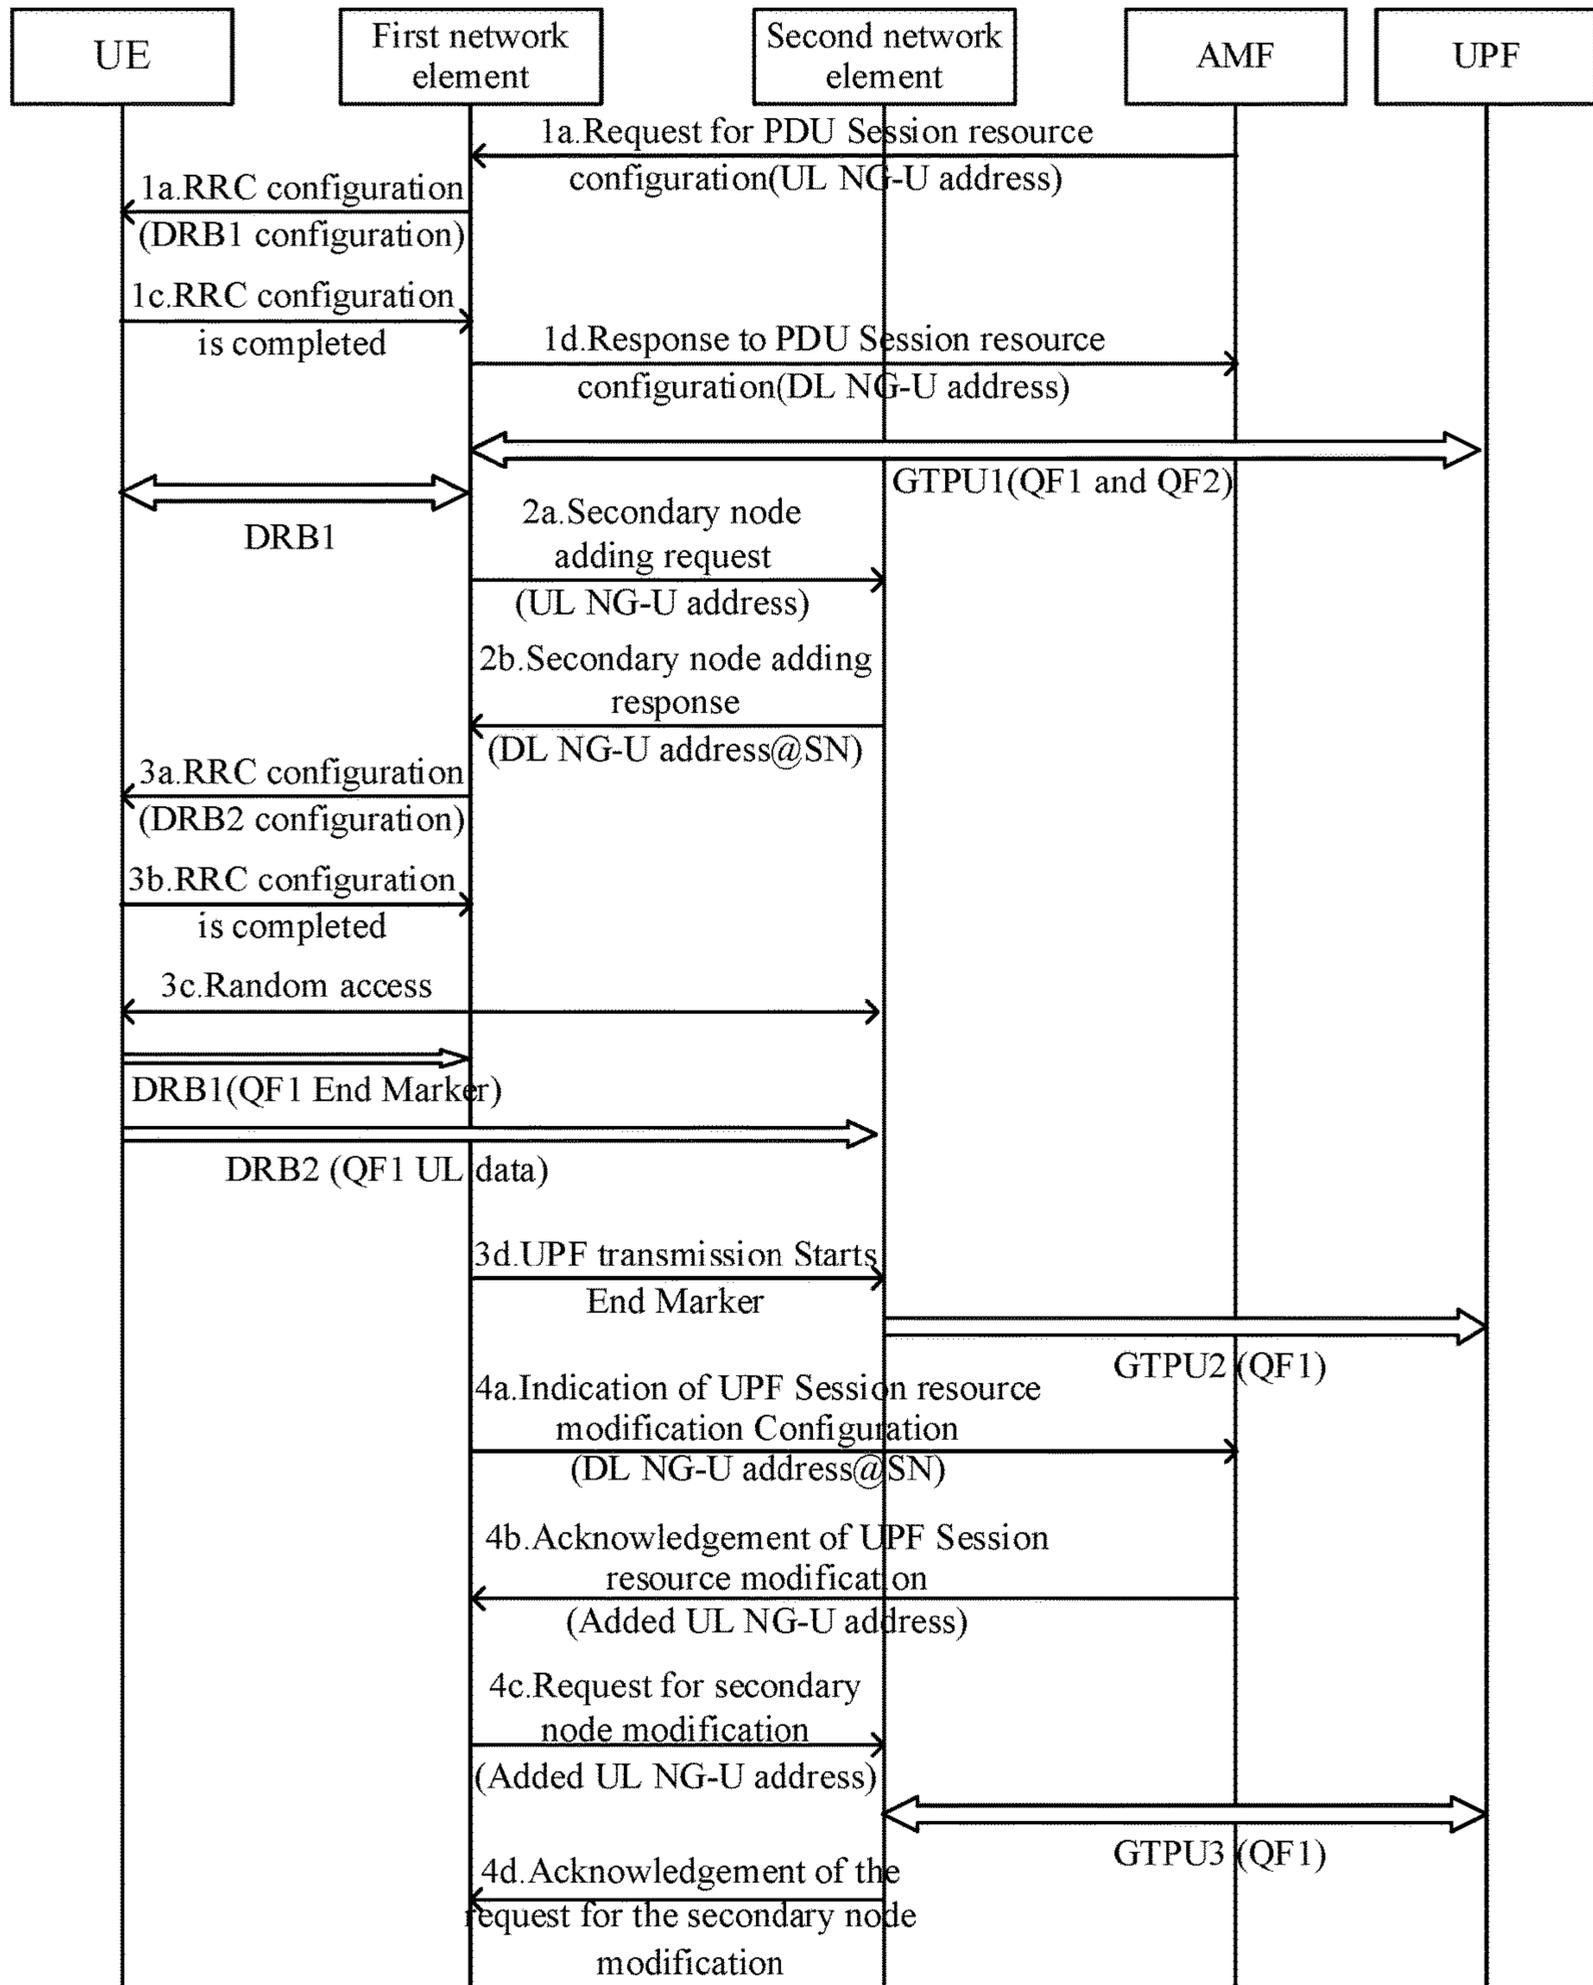 UE
First network
element
Second network
element
AMF
UPF
1a.Request for PDU Session resource
configuration(UL NG-U address)
1a.RRC configuration
(DRB1 configuration)
1c.RRC configuration
is completed
1d.Response to PDU Session resource
configuration(DL NG-U address)
GTPU1(QF1 and QF2)
DRB1
2a.Secondary node
adding request
(UL NG-U address)
2b.Secondary node adding
response
(DL NG-U address@SN)
3a.RRC configuration
(DRB2 configuration)
3b.RRC configuration
is completed
3c.Random access
DRB1(QF1 End Marker)
DRB2 (QF1 UL data)
3d.UPF transmission Starts
End Marker
GTPU2 (QF1)
4a.Indication of UPF Session resource
modification Configuration
(DL NG-U address@SN)
4b.Acknowledgement of UPF Session
resource modification
(Added UL NG-U address)
4c.Request for secondary
node modification
(Added UL NG-U address)
GTPU3 (QF1)
4d.Acknowledgement of the
request for the secondary node
modification